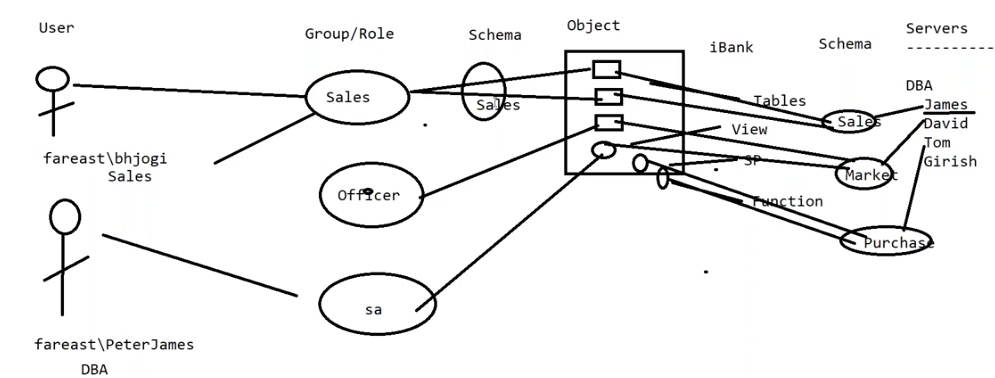 User
Group/Role
Schema
Object
iBank
Schema
Servers
----------
DBA
James
David
Tom
Girish
Sales
Sales
Tables
Sales
View
SP
Market
Function
Purchase
fareast\bhjogi
Sales
Officer
sa
fareast\PeterJames
DBA